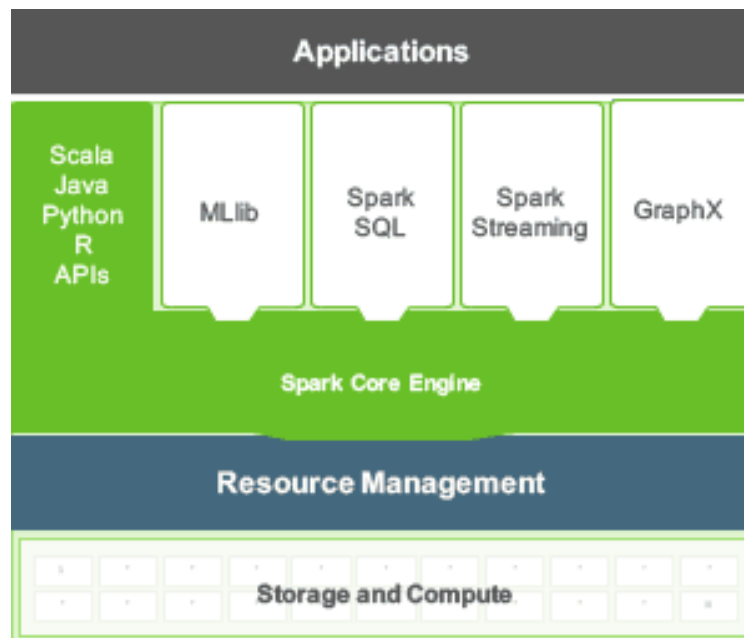 Applications
Scala
Java
Python
R
APIs
MLlib
Spark
SQL
Spark
Streaming
GraphX
Spark Core Engine
Resource Management
Storage and Compute